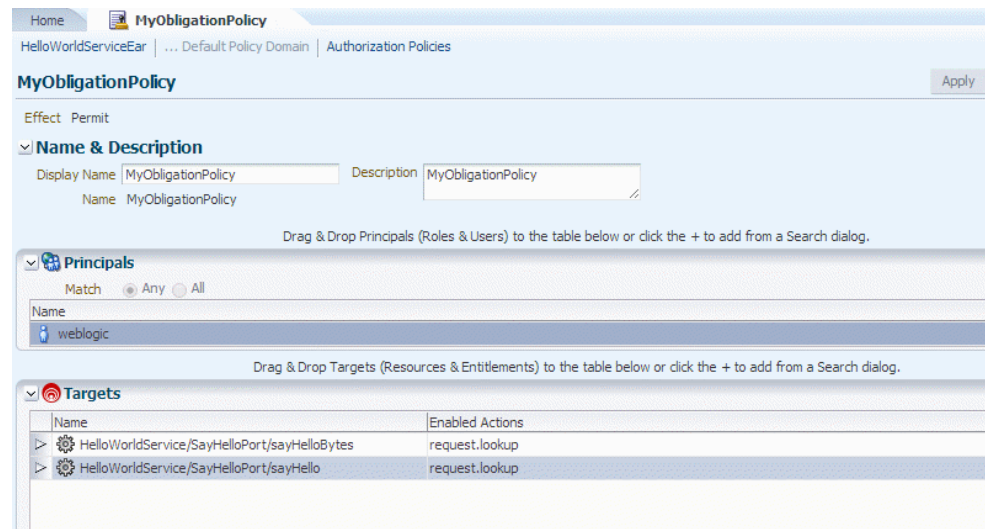 Home MyObligationPolicy
HelloWorldServiceEar | ... Default Policy Domain | Authorization Policies
MyObligationPolicy Apply
Effect Permit
Name & Description
Display Name MyObligationPolicy Description MyObligationPolicy
Name MyObligationPolicy
Drag & Drop Principals (Roles & Users) to the table below or click the + to add from a Search dialog.
Principals
Match Any All
Name
weblogic
Drag & Drop Targets (Resources & Entitlements) to the table below or click the + to add from a Search dialog.
Targets
Name Enabled Actions
HelloWorldService/SayHelloPort/sayHelloBytes request.lookup
HelloWorldService/SayHelloPort/sayHello request.lookup